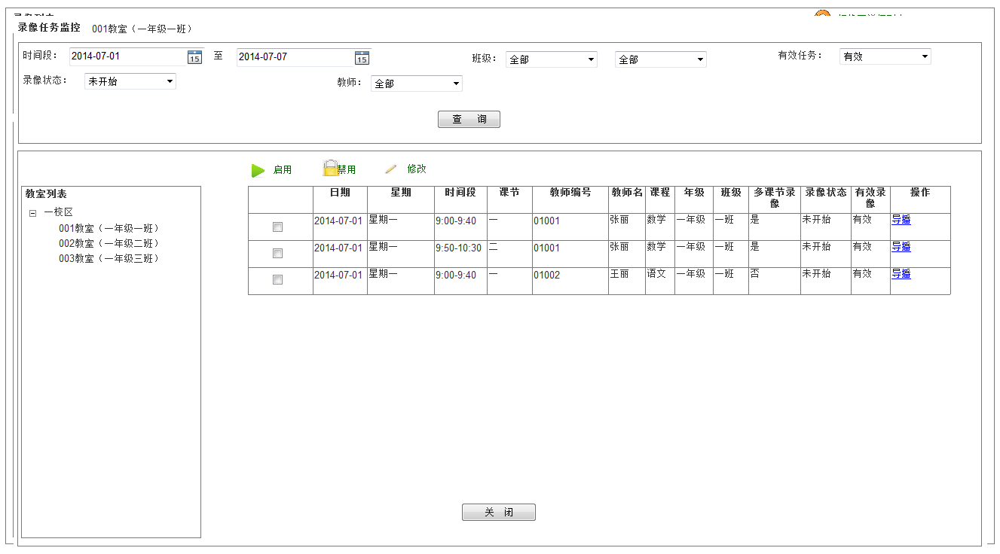 录像任务监控 001教室（一年级一班）
时间段： 2014-07-01 15 至 2014-07-07 15 班级： 全部 全部 有效任务： 有效
录像状态： 未开始 教师： 全部
查 询
启用 禁用 修改
教室列表
一校区
001教室（一年级一班）
002教室（一年级二班）
003教室（一年级三班）
日期 星期 时间段 课节 教师编号 教师名 课程 年级 班级 多课节录像 录像状态 有效录像 操作
2014-07-01 星期一 9:00-9:40 一 01001 张丽 数学 一年级 一班 是 未开始 有效 导播
2014-07-01 星期一 9:50-10:30 二 01001 张丽 数学 一年级 一班 是 未开始 有效 导播
2014-07-01 星期一 9:00-9:40 一 01002 王丽 语文 一年级 一班 否 未开始 有效 导播
关 闭